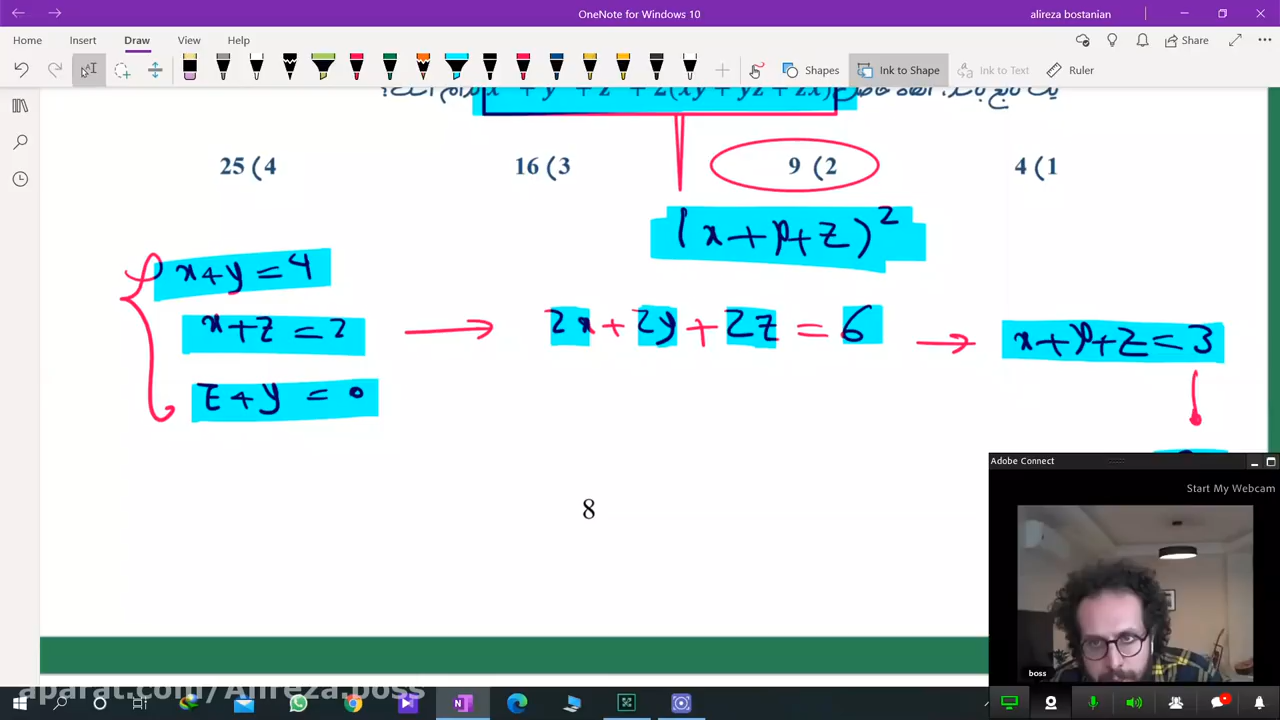 OneNote for Windows 10
alireza bostanian
Home Insert Draw View Help
Share
Shapes Ink to Shape Ink to Text Ruler
4 (1 9 (2 16 (3 25 (4
(x+y+z)²
x+y=4
x+z=2
z+y=0
2x+2y+2z=6
x+y+z=3
8
Adobe Connect
Start My Webcam
boss
aparat.com/Alireza.boss